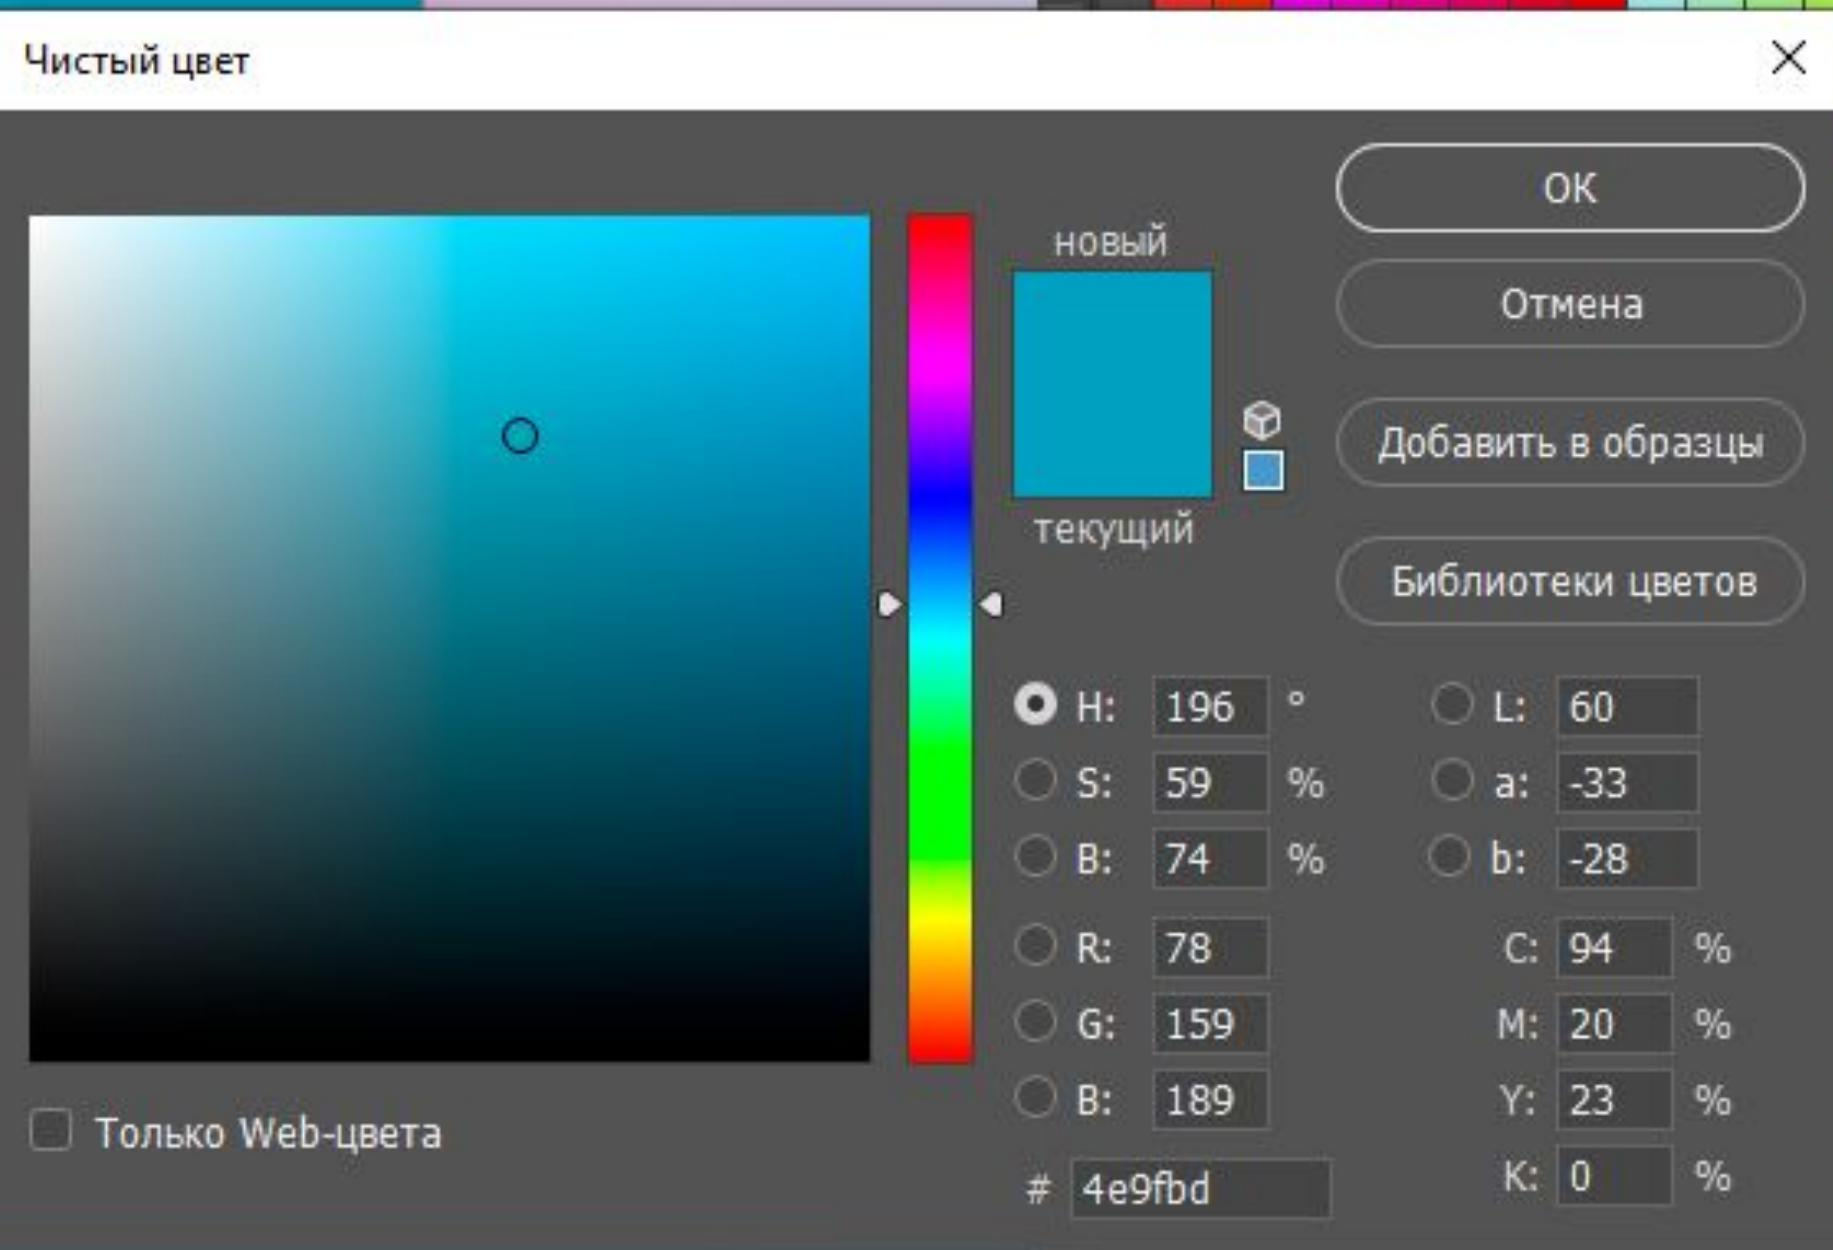 Чистый цвет
ОК
новый
Отмена
Добавить в образцы
текущий
Библиотеки цветов
H: 196 °
L: 60
S: 59 %
a: -33
B: 74 %
b: -28
R: 78
C: 94 %
G: 159
M: 20 %
B: 189
Y: 23 %
Только Web-цвета
# 4e9fbd
K: 0 %